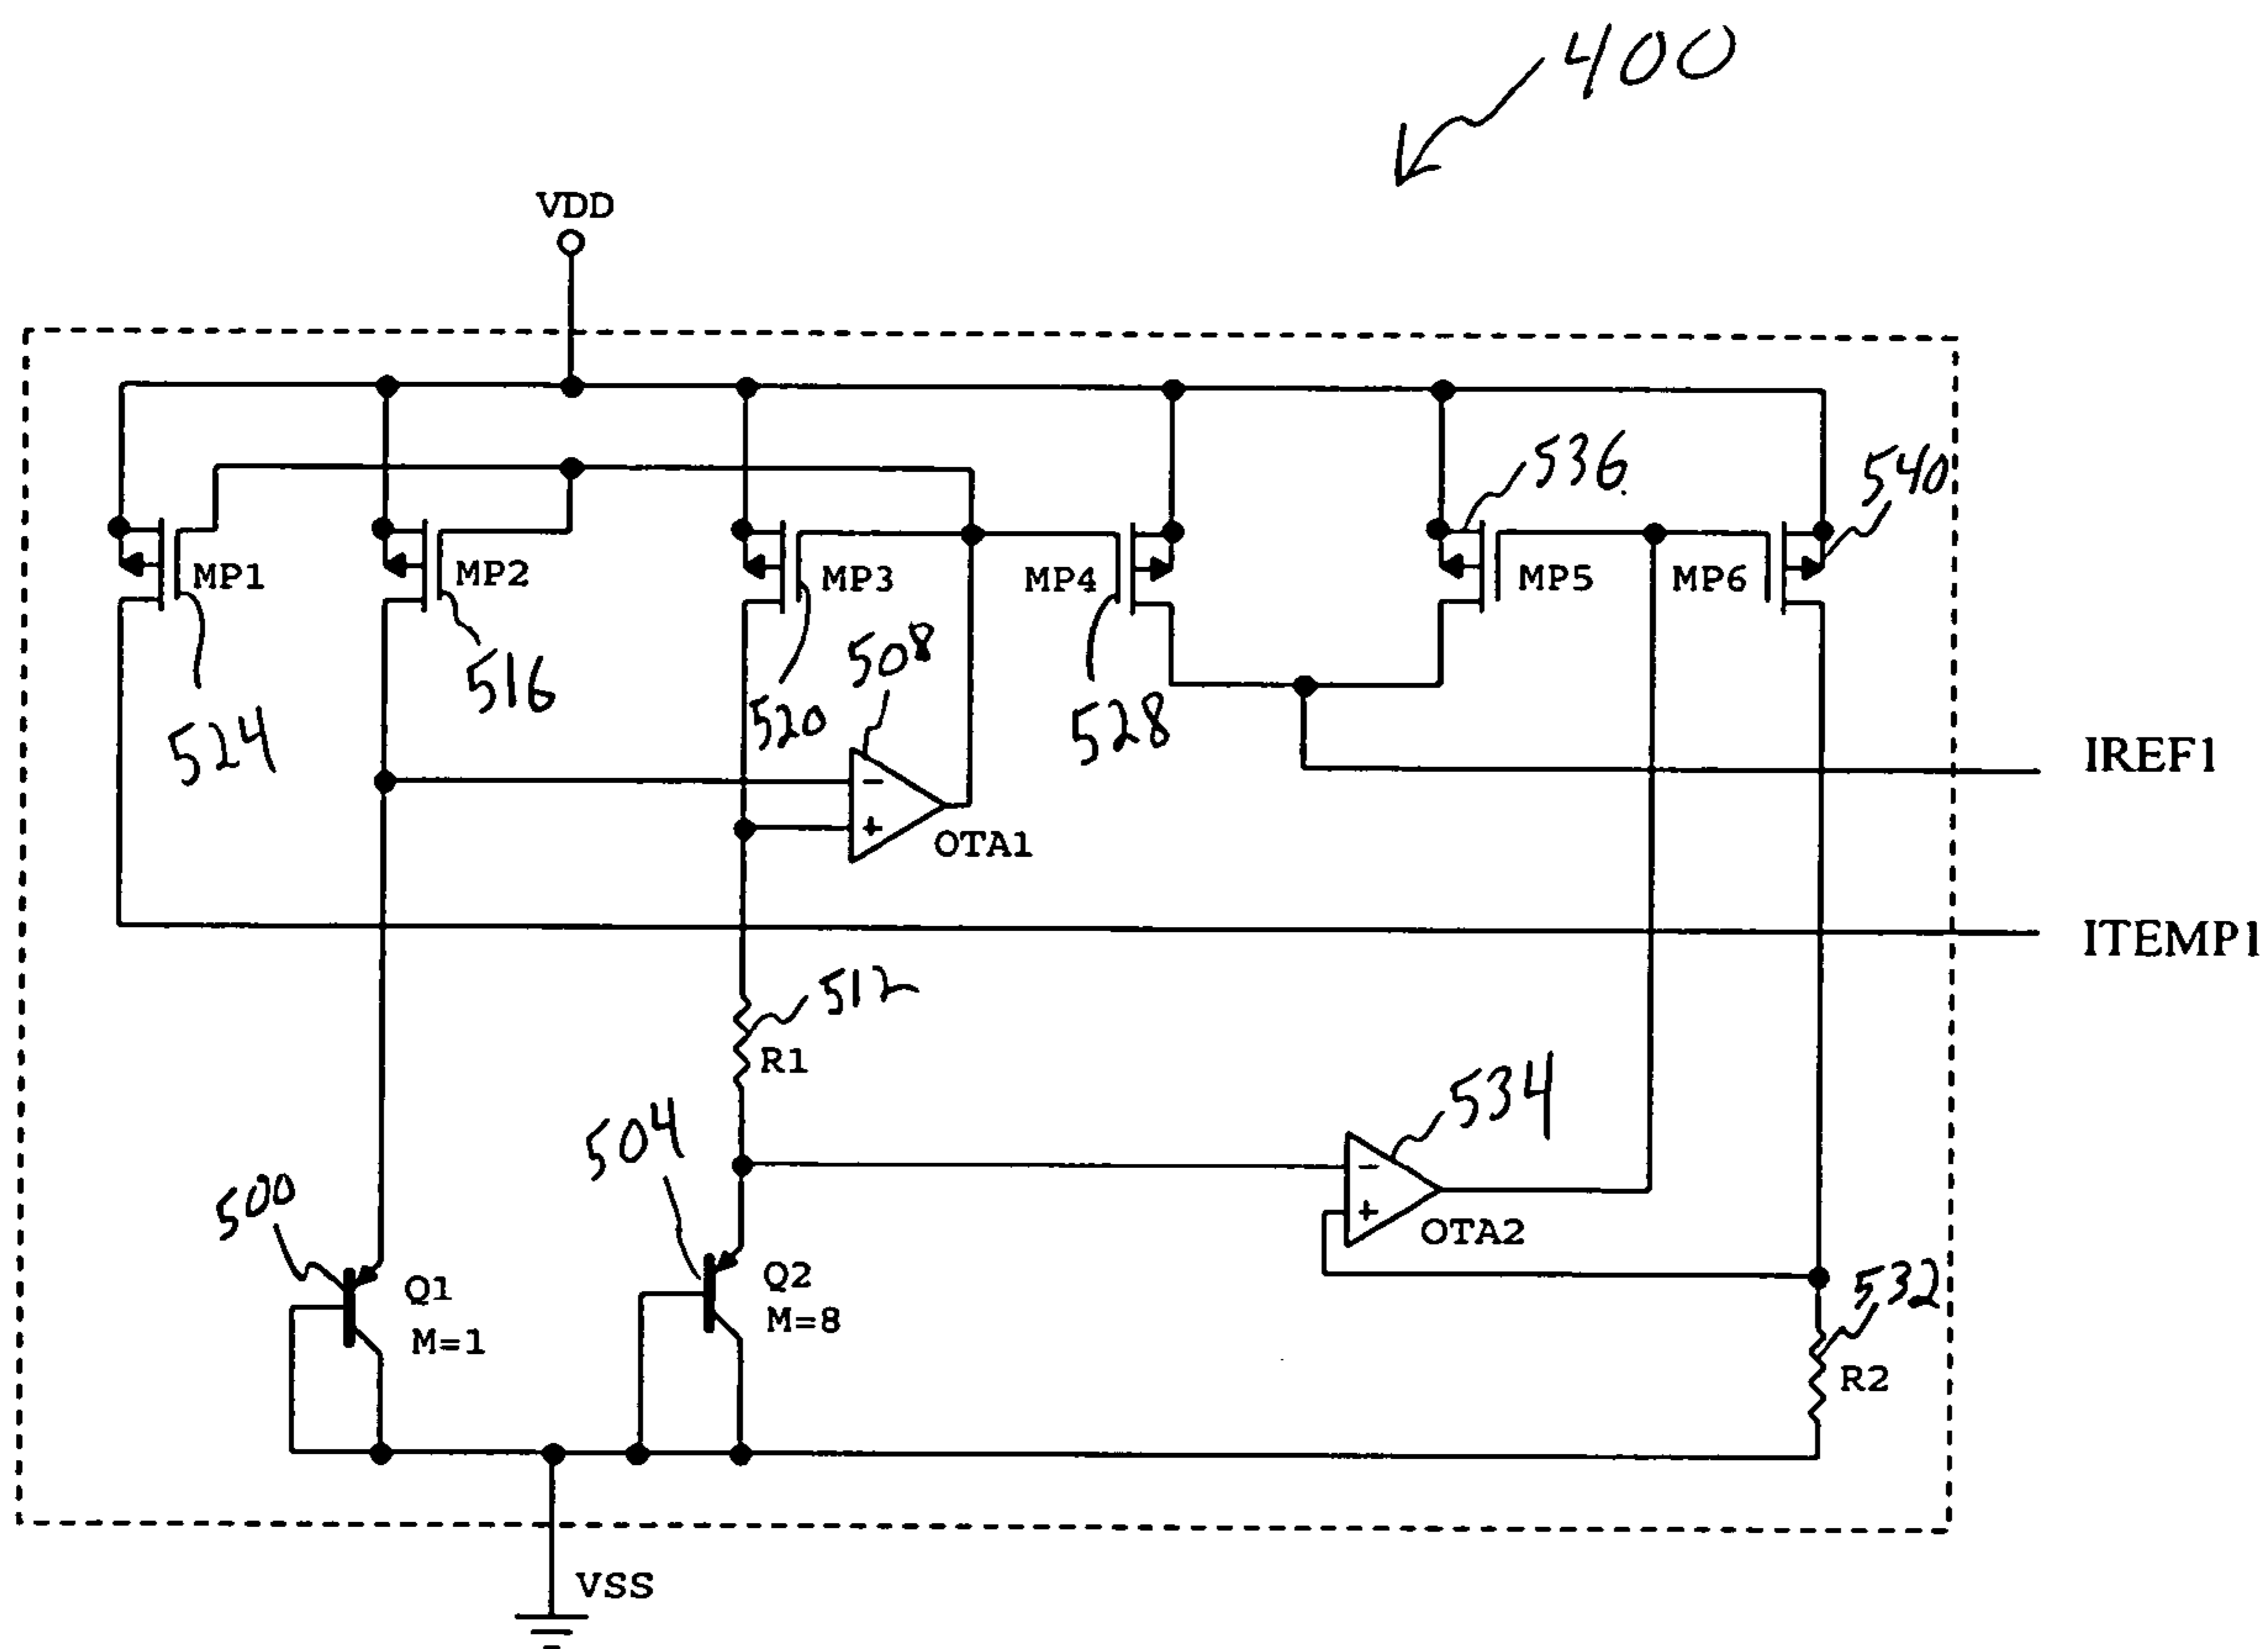 400
VDD
536
540
MP1
MP2
MP3
MP4
MP5
MP6
508
516
520
528
524
IREF1
-
+
OTA1
ITEMP1
512
R1
534
504
500
-
+
OTA2
Q1
M=1
Q2
M=8
532
R2
VSS